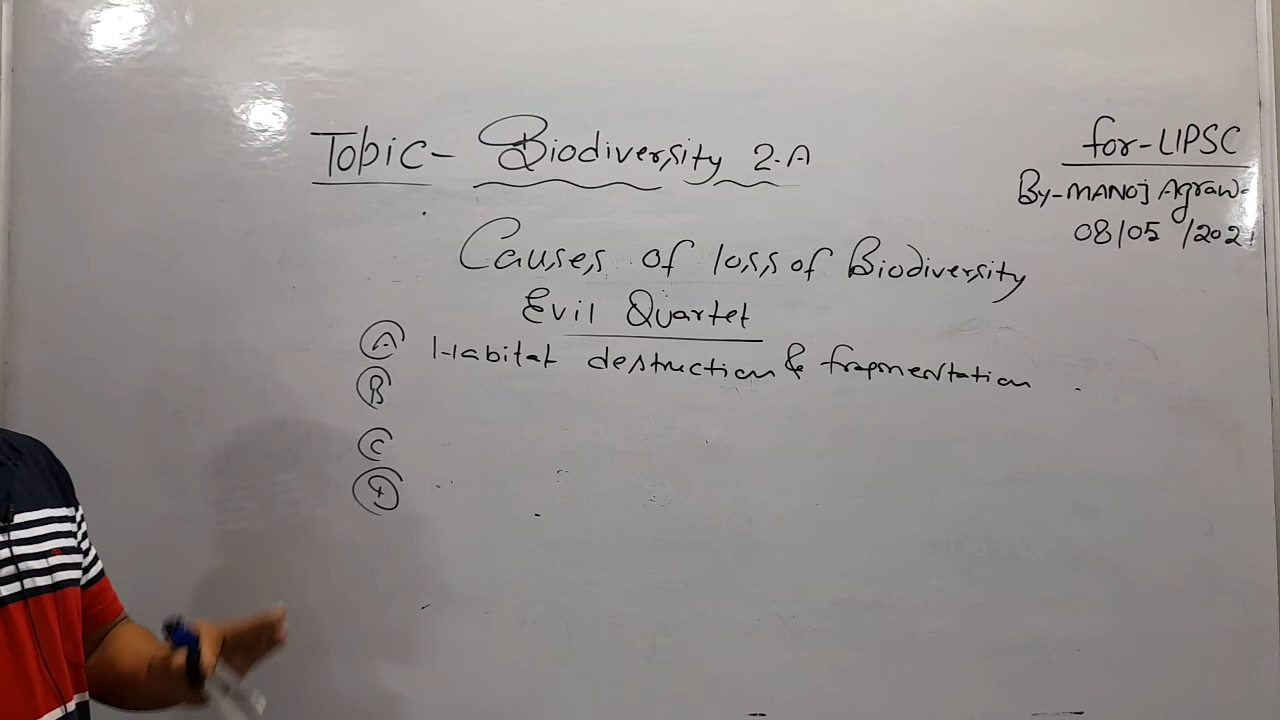 Topic- Biodiversity 2.A
for-UPSC
By-MANOJ Agraw
08/05/202
Causes of loss of Biodiversity
Evil Quartet
A Habitat destruction & fragmentation
B
C